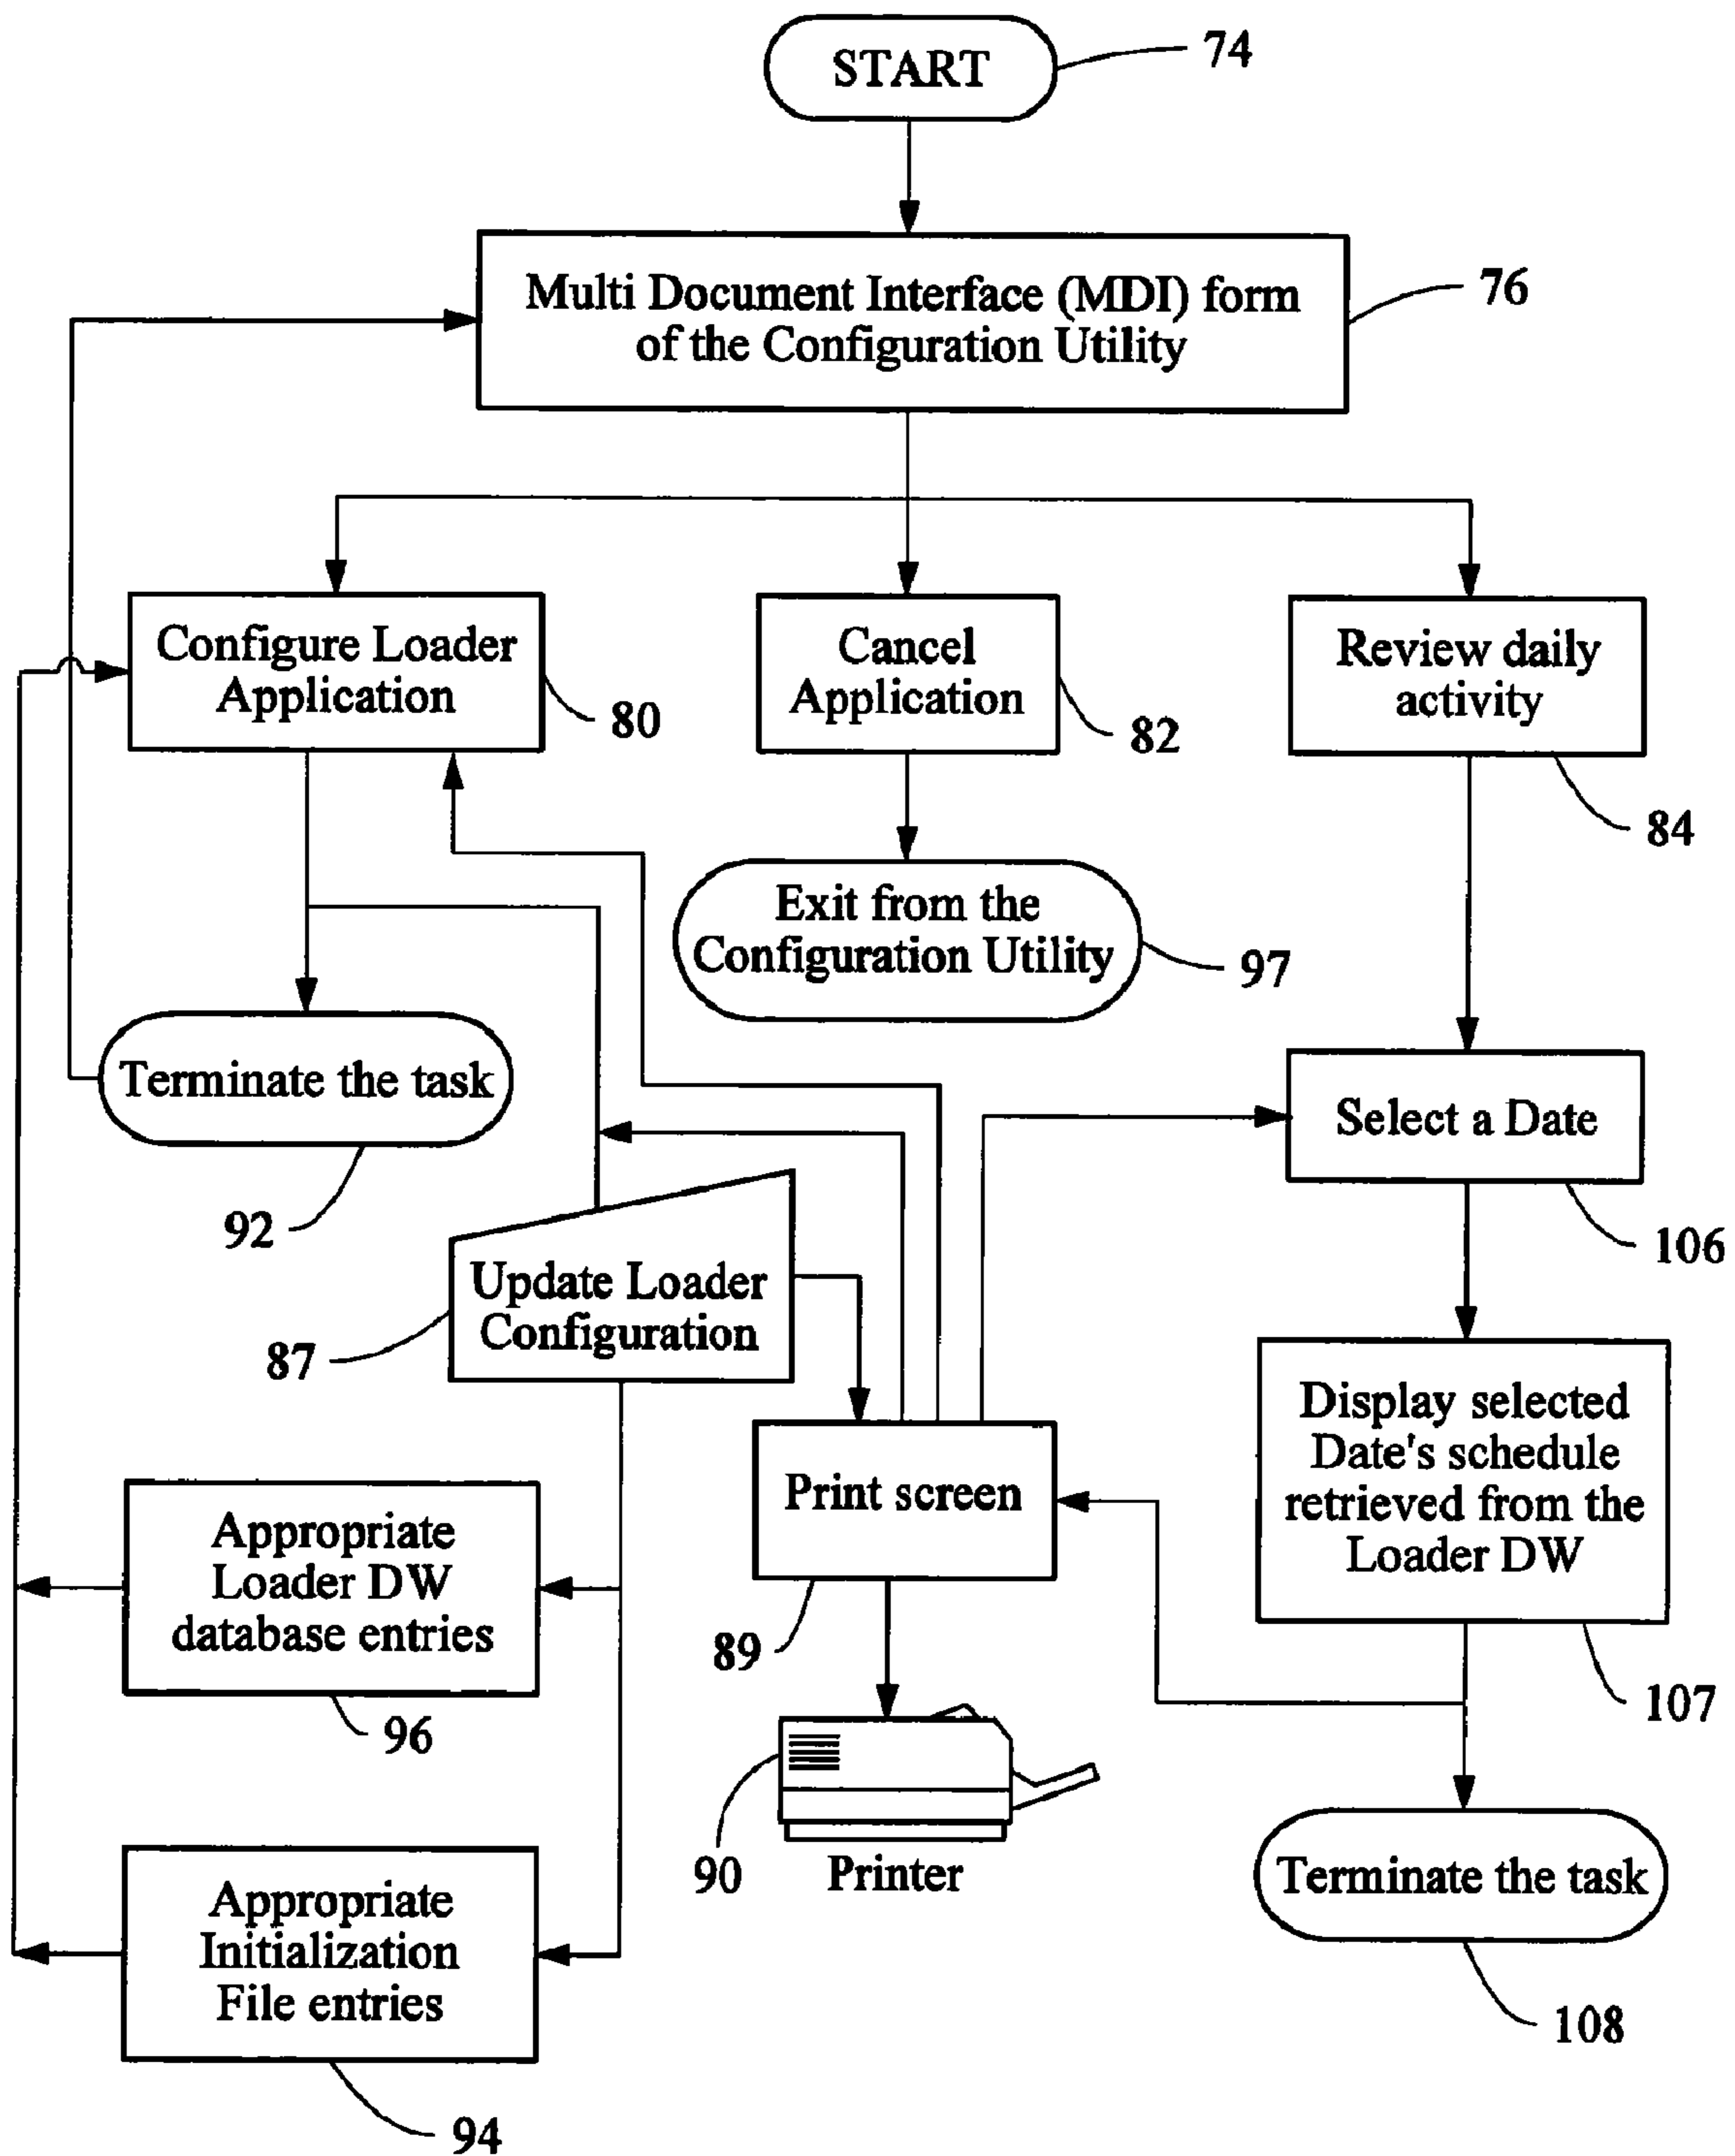 START
74
Multi Document Interface (MDI) form
of the Configuration Utility
76
Configure Loader
Application
80
Cancel
Application
82
Review daily
activity
84
Exit from the
Configuration Utility
97
Terminate the task
92
Select a Date
106
Update Loader
Configuration
87
Display selected
Date's schedule
retrieved from the
Loader DW
107
Print screen
89
Appropriate
Loader DW
database entries
96
90
Printer
Terminate the task
108
Appropriate
Initialization
File entries
94